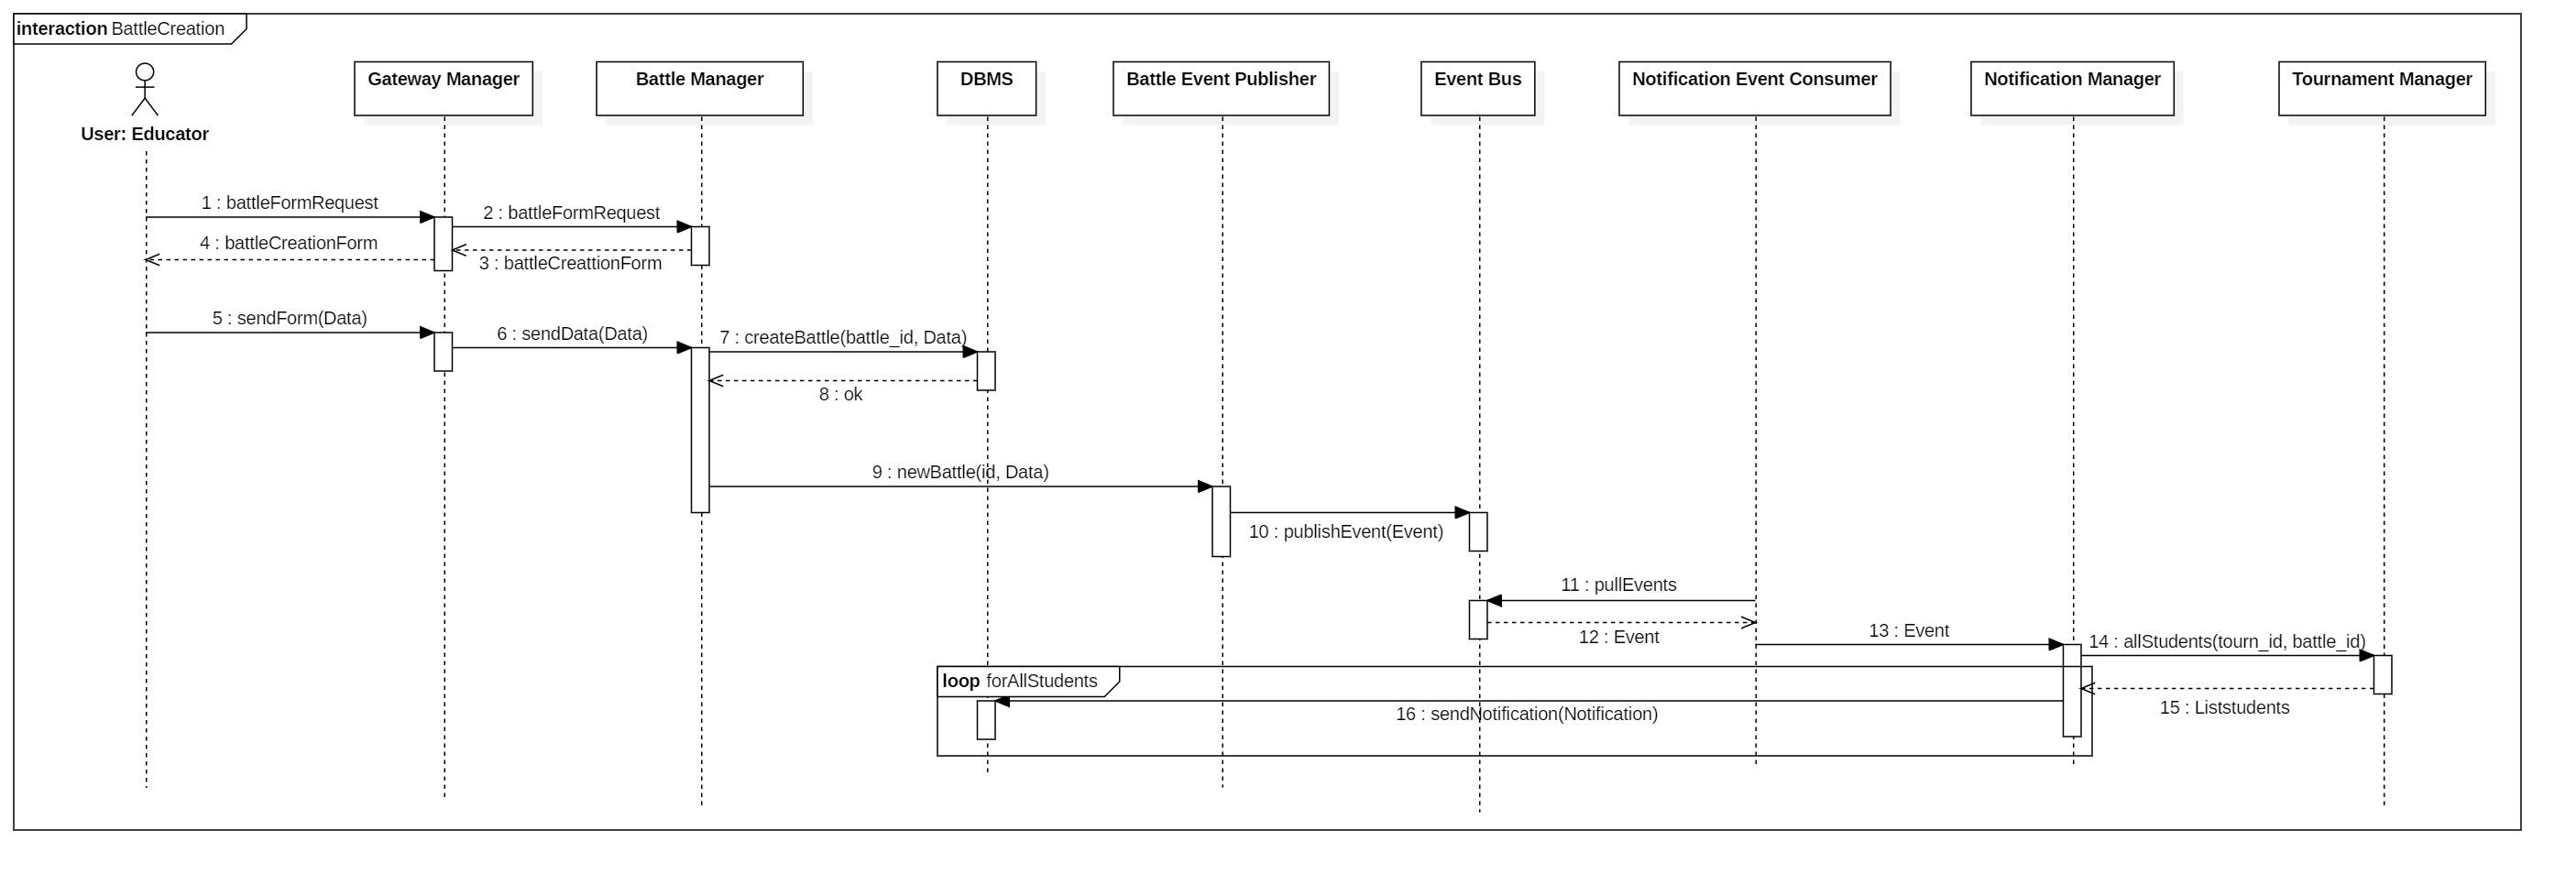 interaction BattleCreation
Gateway Manager
Battle Manager
DBMS
Battle Event Publisher
Event Bus
Notification Event Consumer
Notification Manager
Tournament Manager
User: Educator
1 : battleFormRequest
2 : battleFormRequest
4 : battleCreationForm
3 : battleCreattionForm
5 : sendForm(Data)
6 : sendData(Data)
7 : createBattle(battle_id, Data)
8 : ok
9 : newBattle(id, Data)
10 : publishEvent(Event)
11 : pullEvents
12 : Event
13 : Event
14 : allStudents(tourn_id, battle_id)
loop forAllStudents
15 : Liststudents
16 : sendNotification(Notification)